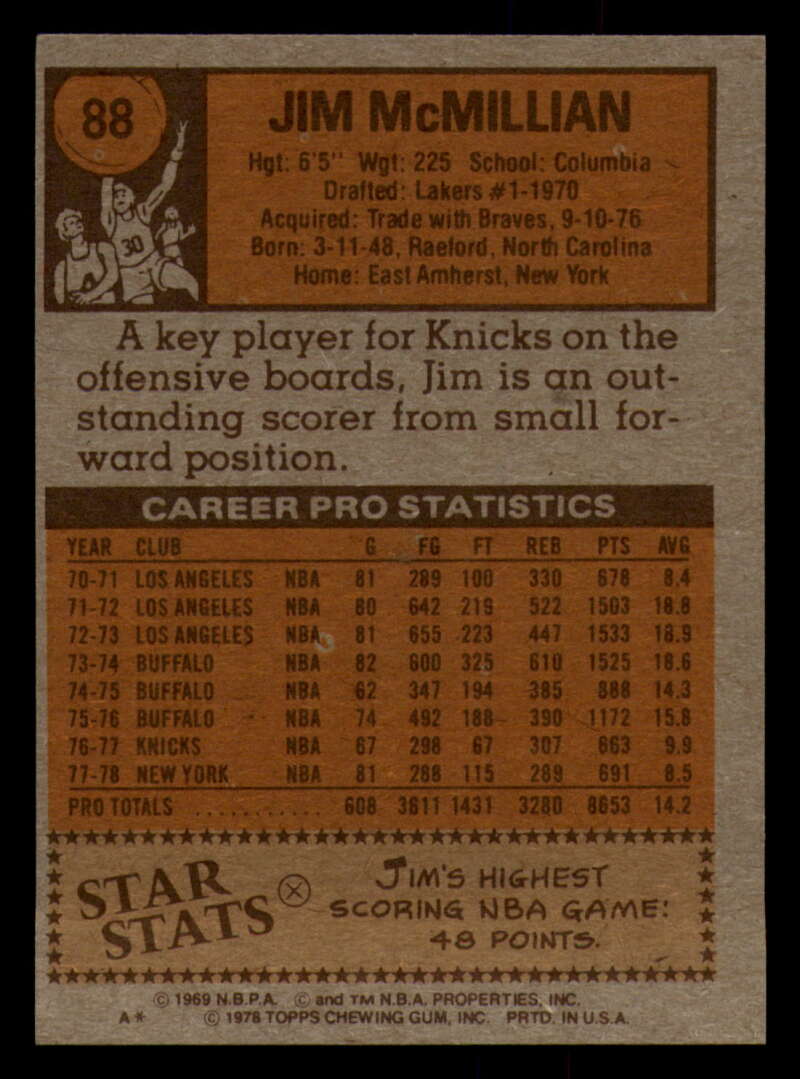 88
JIM McMILLIAN
Hgt: 6'5" Wgt: 225 School: Columbia
Drafted: Lakers #1-1970
Acquired: Trade with Braves, 9-10-76
Born: 3-11-48, Raeford, North Carolina
Home: East Amherst, New York
30
A key player for Knicks on the
offensive boards, Jim is an out-
standing scorer from small for-
ward position.
CAREER PRO STATISTICS
YEAR CLUB G FG FT REB PTS AVG
70-71 LOS ANGELES NBA 81 289 100 330 678 8.4
71-72 LOS ANGELES NBA 80 642 219 522 1503 18.8
72-73 LOS ANGELES NBA 81 655 223 447 1533 18.9
73-74 BUFFALO NBA 82 600 325 610 1525 18.6
74-75 BUFFALO NBA 62 347 194 385 888 14.3
75-76 BUFFALO NBA 74 492 188 390 1172 15.8
76-77 KNICKS NBA 67 298 67 307 663 9.9
77-78 NEW YORK NBA 81 288 115 289 691 8.5
PRO TOTALS ............ 608 3611 1431 3280 8653 14.2
STAR
STATS
JIM'S HIGHEST
SCORING NBA GAME:
48 POINTS.
© 1969 N.B.P.A. © and TM N.B.A. PROPERTIES, INC.
A* © 1978 TOPPS CHEWING GUM, INC. PRTD. IN U.S.A.